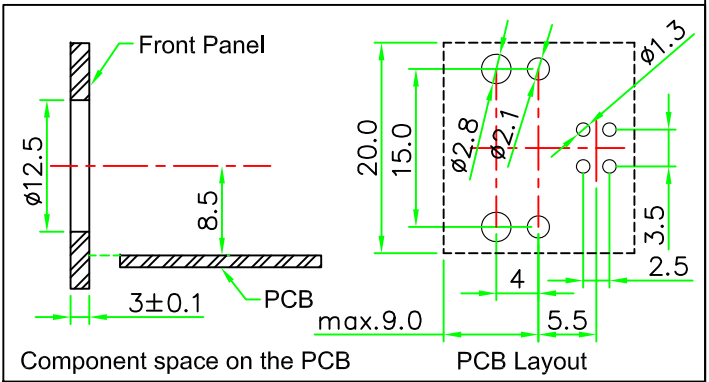 Front Panel
ø12.5
8.5
3±0.1
PCB
Component space on the PCB
20.0
15.0
ø2.8
ø2.1
ø1.3
3.5
2.5
4
max.9.0
5.5
PCB Layout